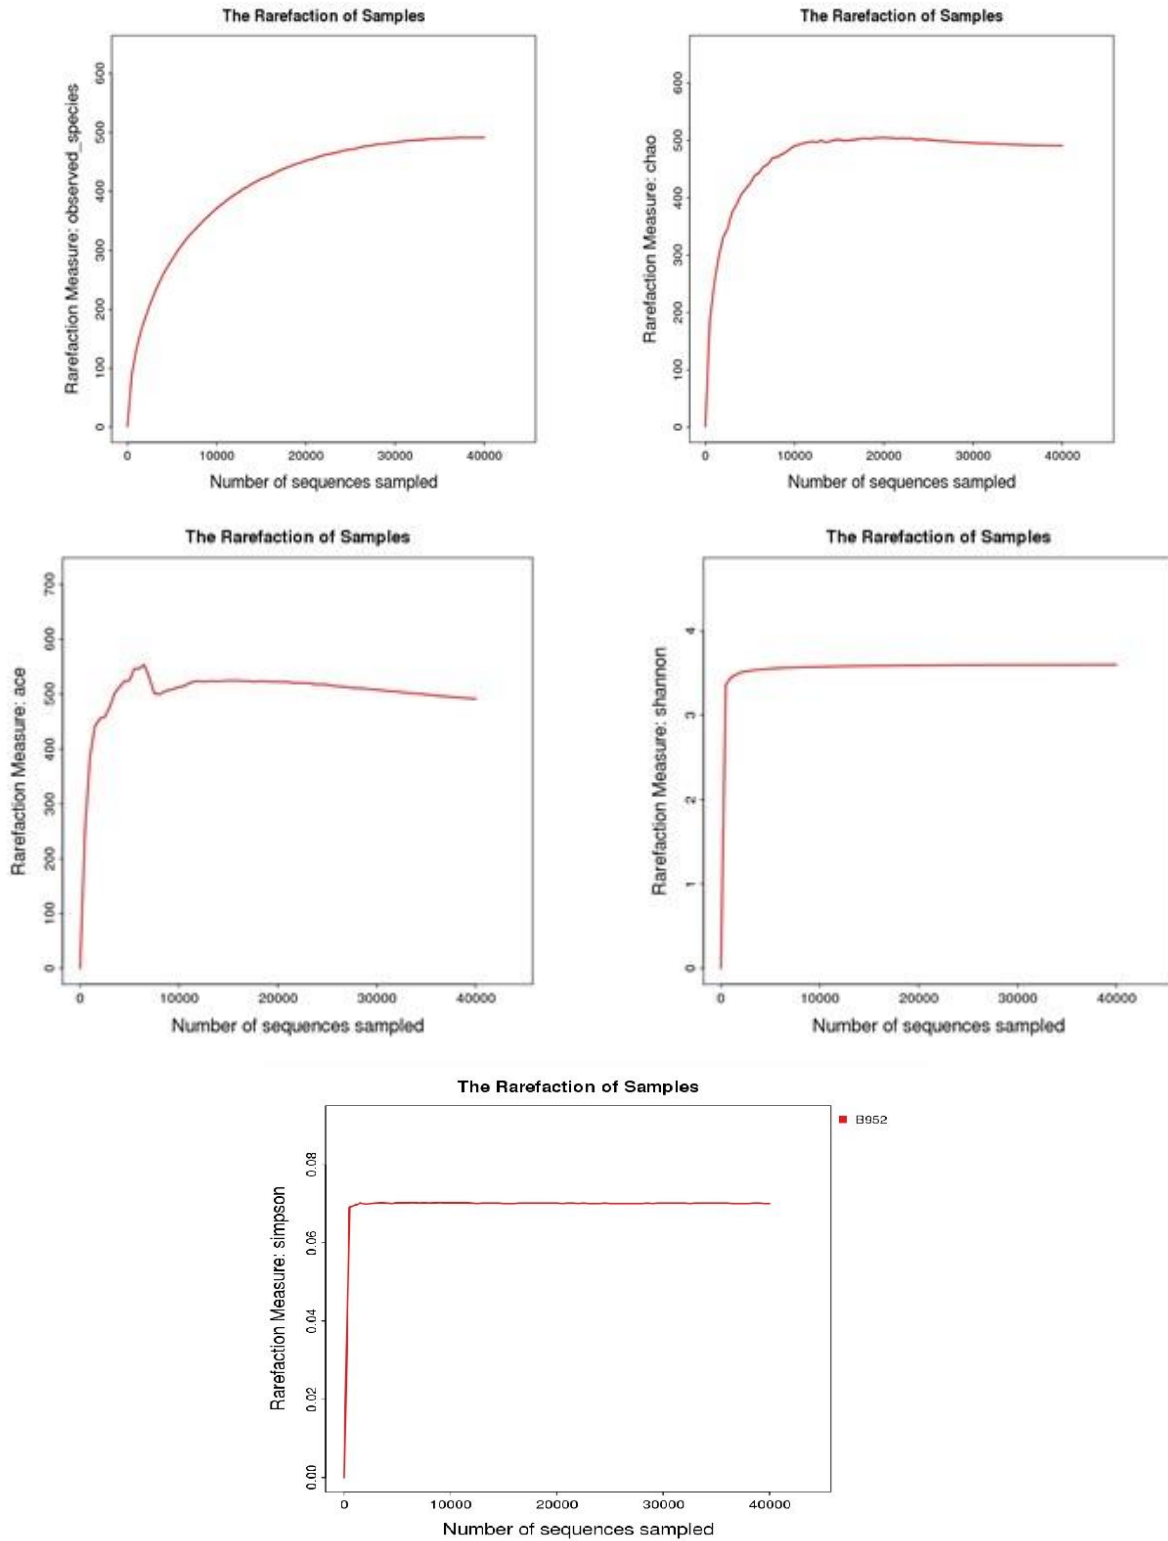 The Rarefaction of Samples
Rarefaction Measure: observed_species
600
500
400
300
200
100
0
0 10000 20000 30000 40000
Number of sequences sampled
The Rarefaction of Samples
Rarefaction Measure: chao
600
500
400
300
200
100
0
0 10000 20000 30000 40000
Number of sequences sampled
The Rarefaction of Samples
Rarefaction Measure: ace
700
600
500
400
300
200
100
0
0 10000 20000 30000 40000
Number of sequences sampled
The Rarefaction of Samples
Rarefaction Measure: shannon
4
3
2
1
0
0 10000 20000 30000 40000
Number of sequences sampled
The Rarefaction of Samples
B952
Rarefaction Measure: simpson
0.08
0.06
0.04
0.02
0.00
0 10000 20000 30000 40000
Number of sequences sampled